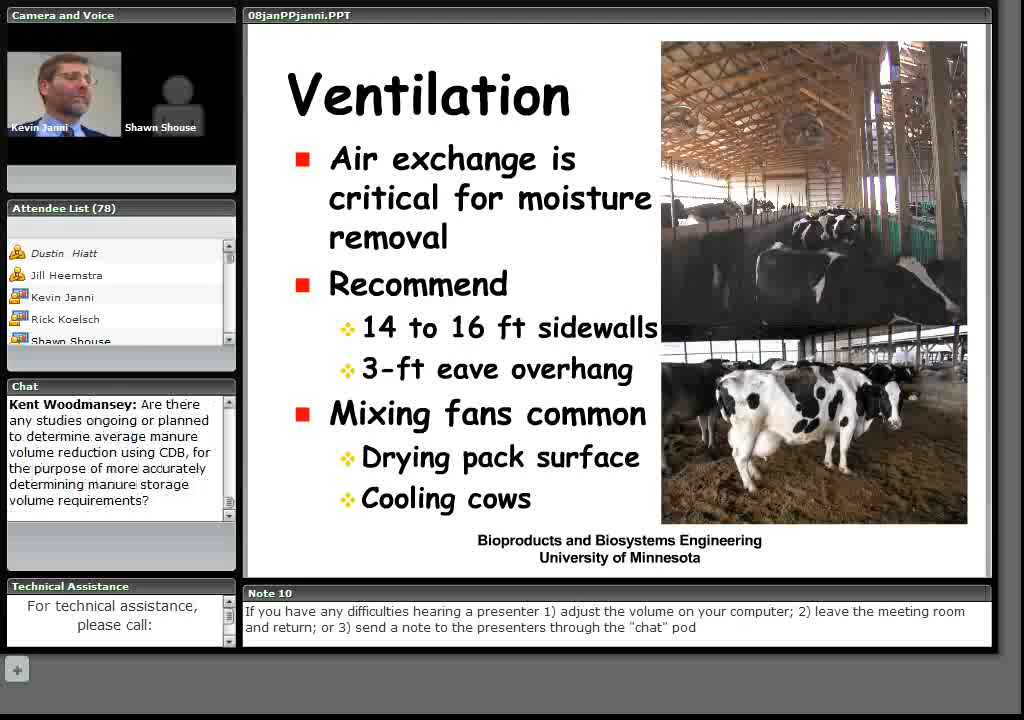 Camera and Voice
Kevin Janni
Shawn Shouse
Attendee List (78)
Dustin Hiatt
Jill Heemstra
Kevin Janni
Rick Koelsch
Shawn Shouse
Chat
Kent Woodmansey: Are there
any studies ongoing or planned
to determine average manure
volume reduction using CDB, for
the purpose of more accurately
determining manure storage
volume requirements?
Technical Assistance
For technical assistance,
please call:
08janPPjanni.PPT
Ventilation
Air exchange is
critical for moisture
removal
Recommend
14 to 16 ft sidewalls
3-ft eave overhang
Mixing fans common
Drying pack surface
Cooling cows
Bioproducts and Biosystems Engineering
University of Minnesota
Note 10
If you have any difficulties hearing a presenter 1) adjust the volume on your computer; 2) leave the meeting room
and return; or 3) send a note to the presenters through the "chat" pod